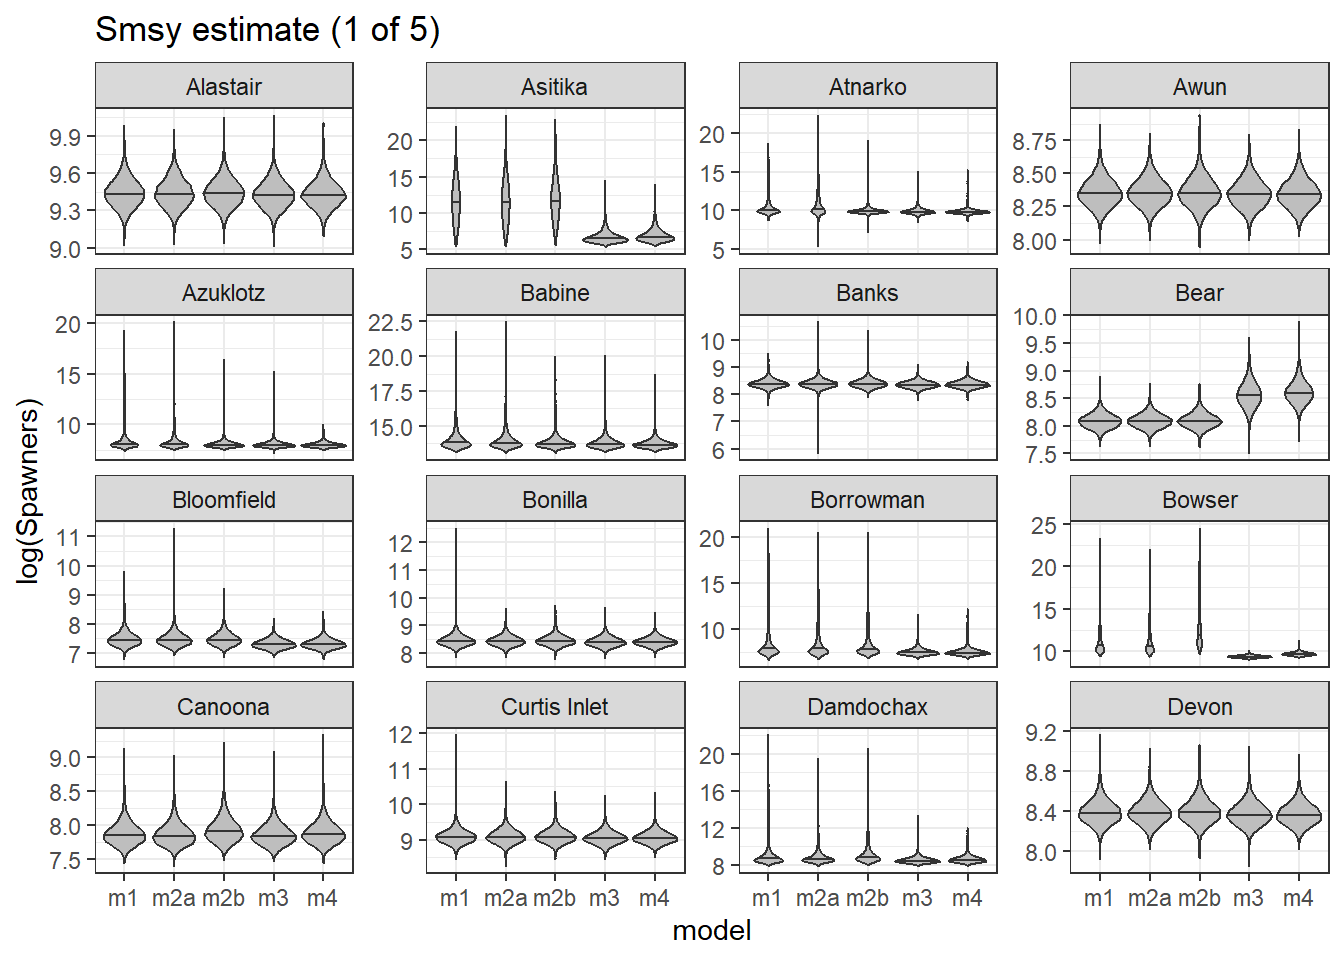 Smsy estimate (1 of 5)
Alastair Asitika Atnarko Awun
9.9 9.6 9.3 9.0
20 15 10 5
20 15 10 5
8.75 8.50 8.25 8.00
Azuklotz Babine Banks Bear
20 15 10
22.5 20.0 17.5 15.0
10 9 8 7 6
10.0 9.5 9.0 8.5 8.0 7.5
log(Spawners)
Bloomfield Bonilla Borrowman Bowser
11 10 9 8 7
12 11 10 9 8
20 15 10
25 20 15 10
Canoona Curtis Inlet Damdochax Devon
9.0 8.5 8.0 7.5
12 11 10 9
20 16 12 8
9.2 8.8 8.4 8.0
m1 m2a m2b m3 m4 m1 m2a m2b m3 m4 m1 m2a m2b m3 m4 m1 m2a m2b m3 m4
model